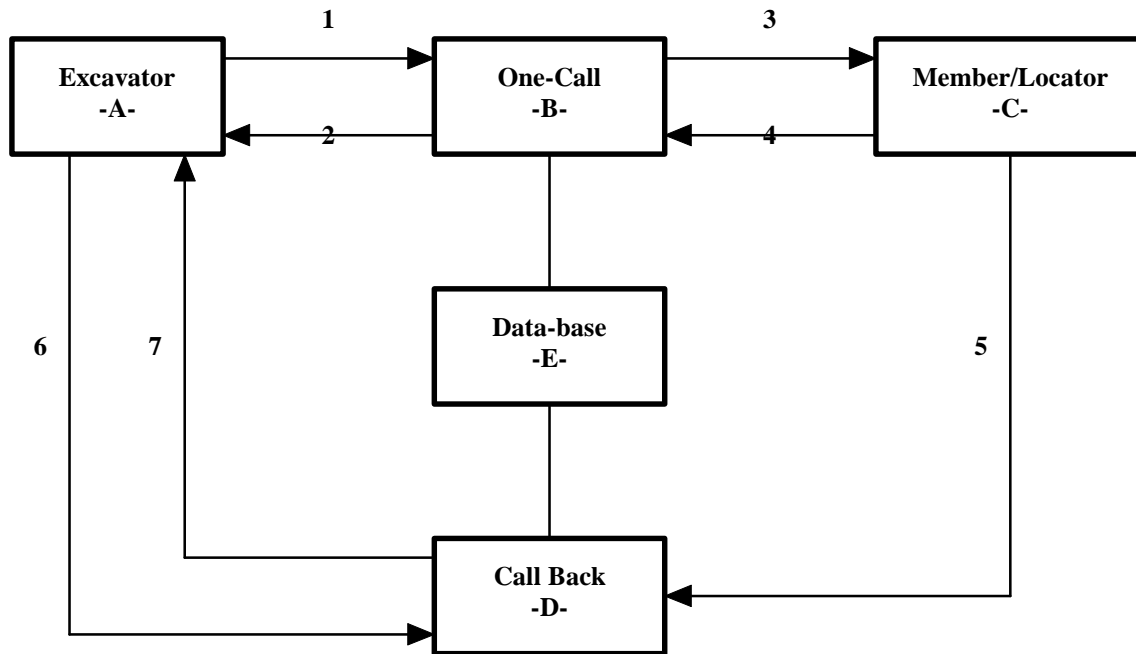 1
3
Excavator
-A-
One-Call
-B-
Member/Locator
-C-
2
4
Data-base
-E-
6
7
5
Call Back
-D-